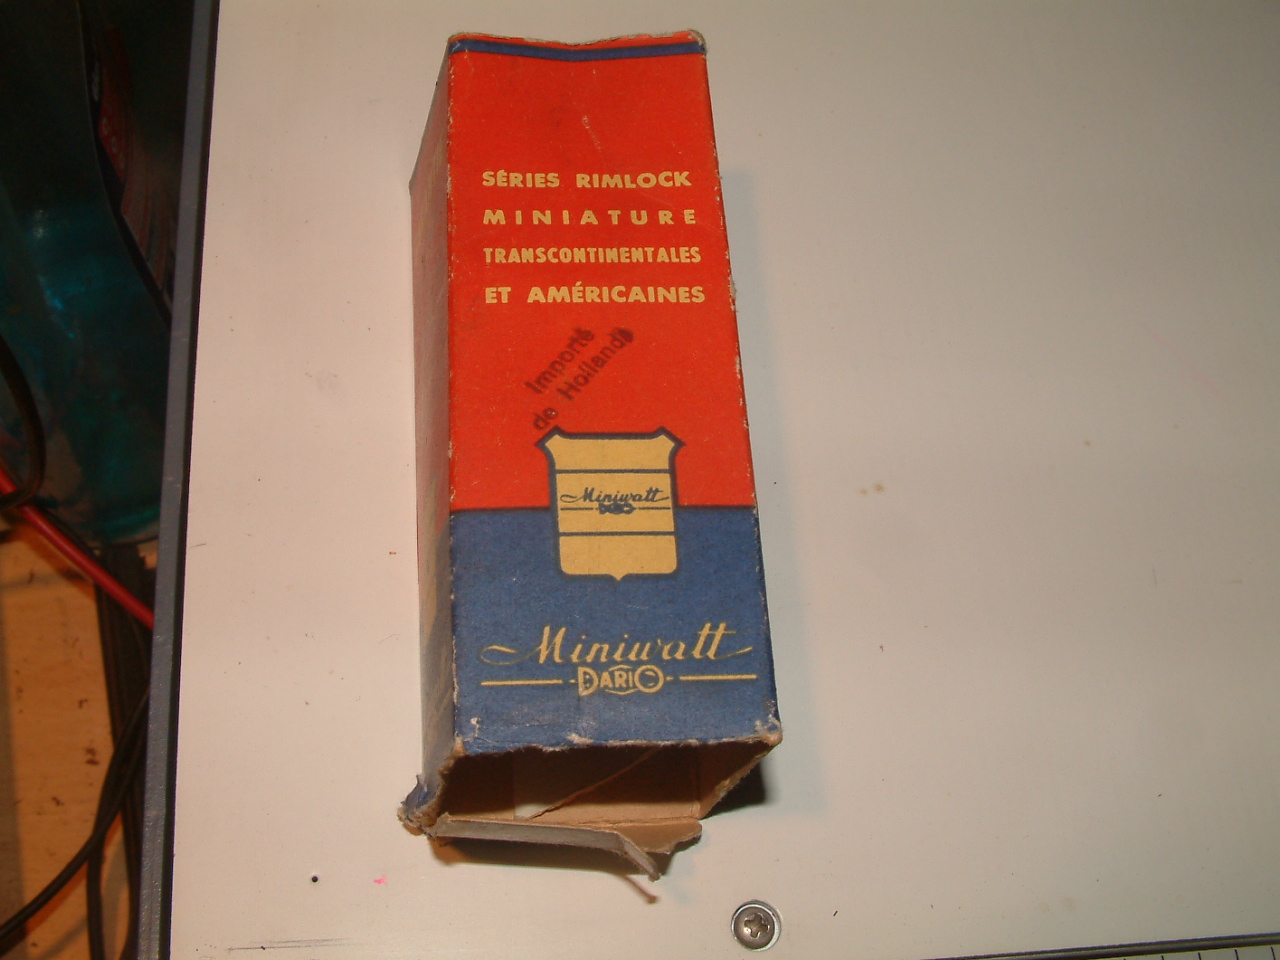 SÉRIES RIMLOCK
MINIATURE
TRANSCONTINENTALES
ET AMÉRICAINES
Importé
de Hollande
Miniwatt
DARIO
Miniwatt
DARIO